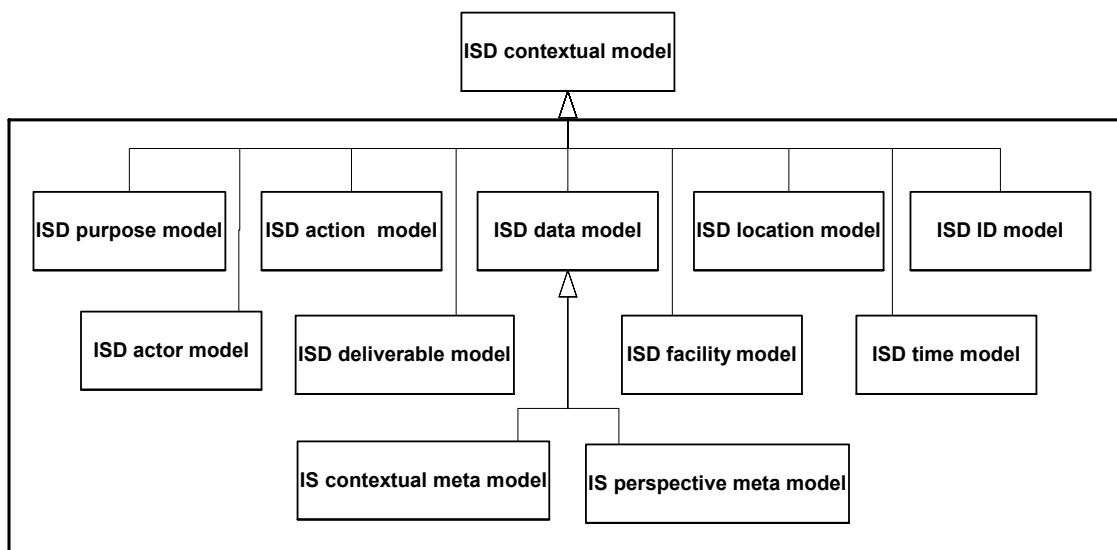 ISD contextual model
ISD purpose model
ISD action  model
ISD data model
ISD location model
ISD ID model
ISD actor model
ISD deliverable model
ISD facility model
ISD time model
IS contextual meta model
IS perspective meta model